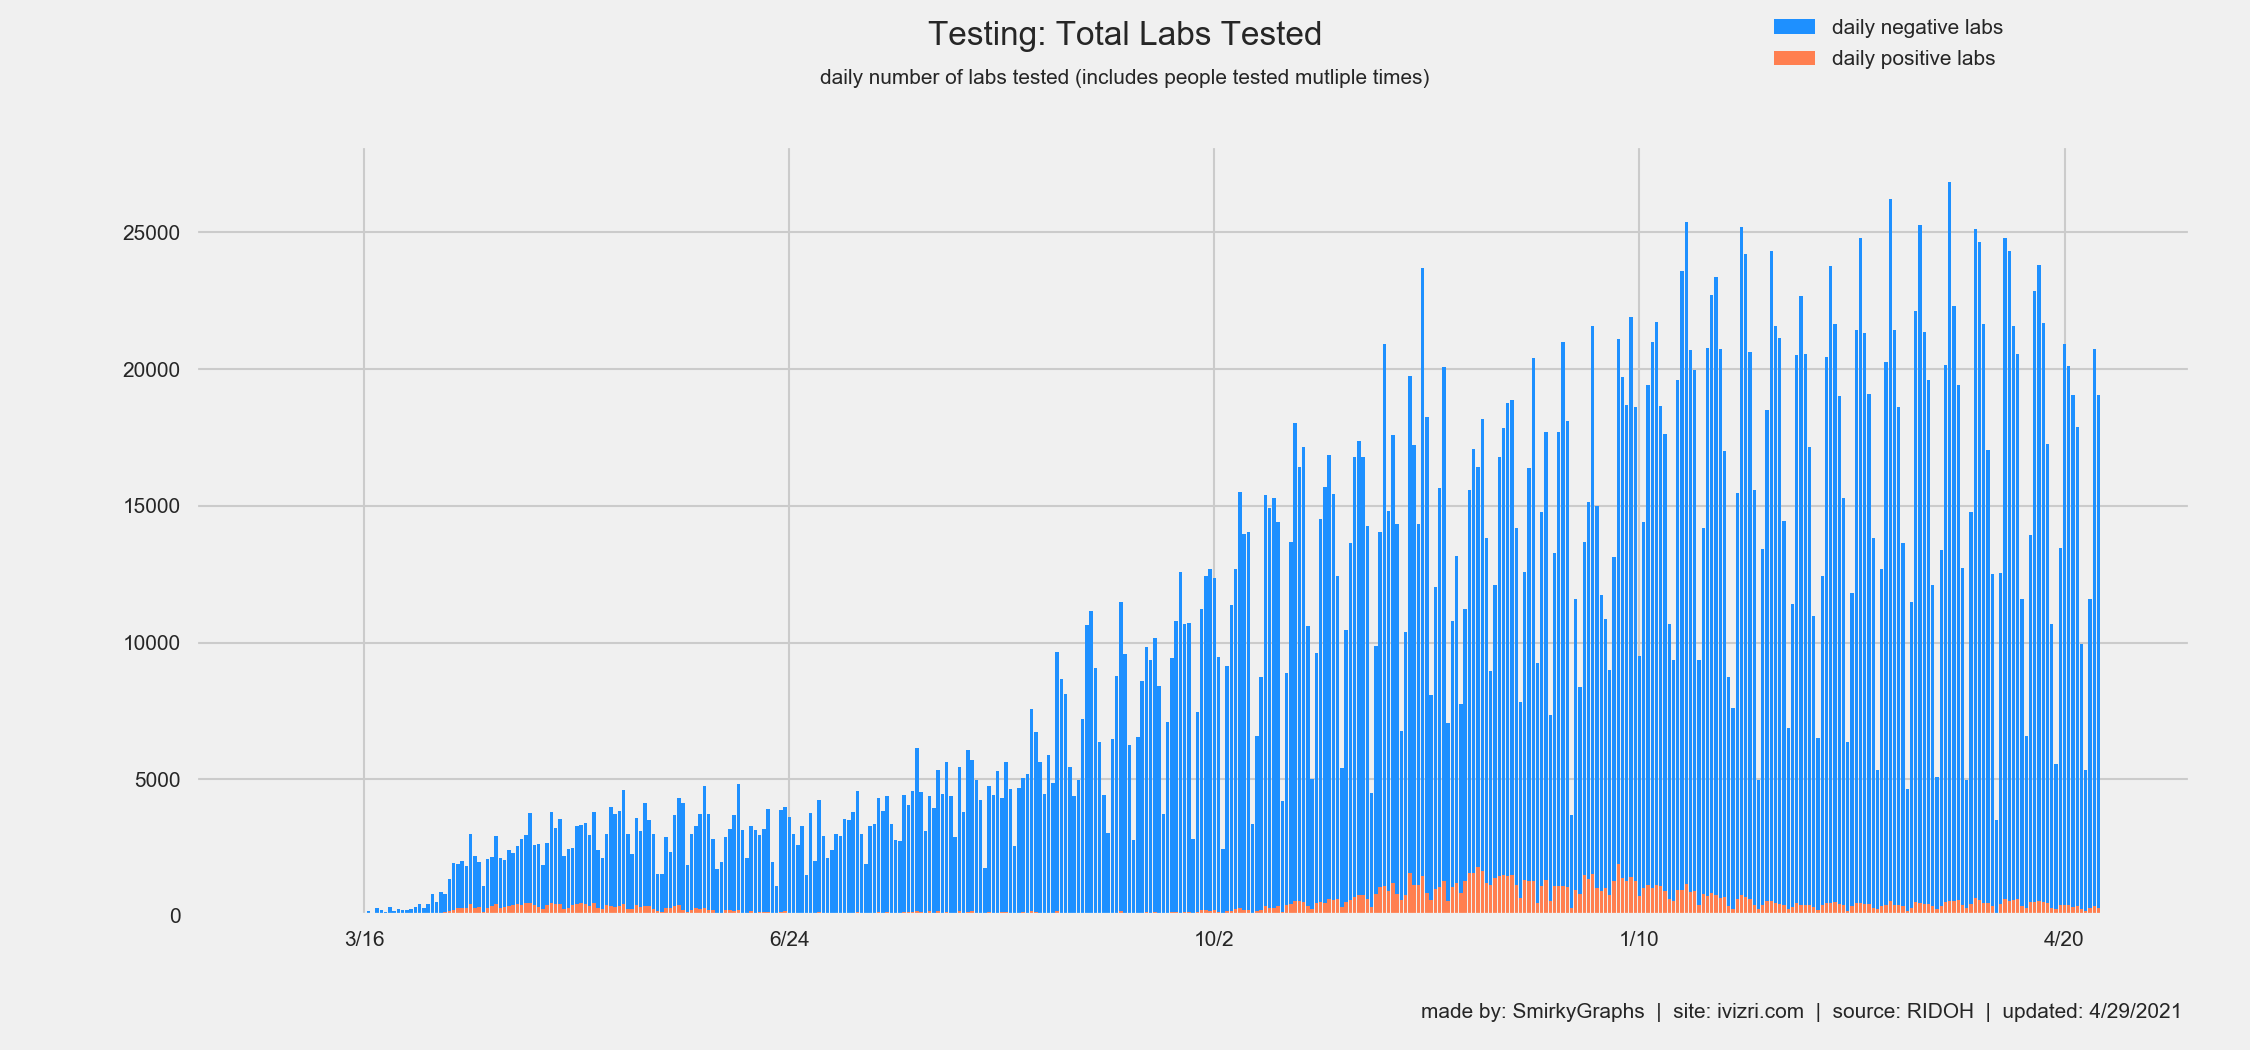 Testing: Total Labs Tested
daily number of labs tested (includes people tested mutliple times)
daily negative labs
daily positive labs
25000
20000
15000
10000
5000
0
3/16 6/24 10/2 1/10 4/20
made by: SmirkyGraphs | site: ivizri.com | source: RIDOH | updated: 4/29/2021